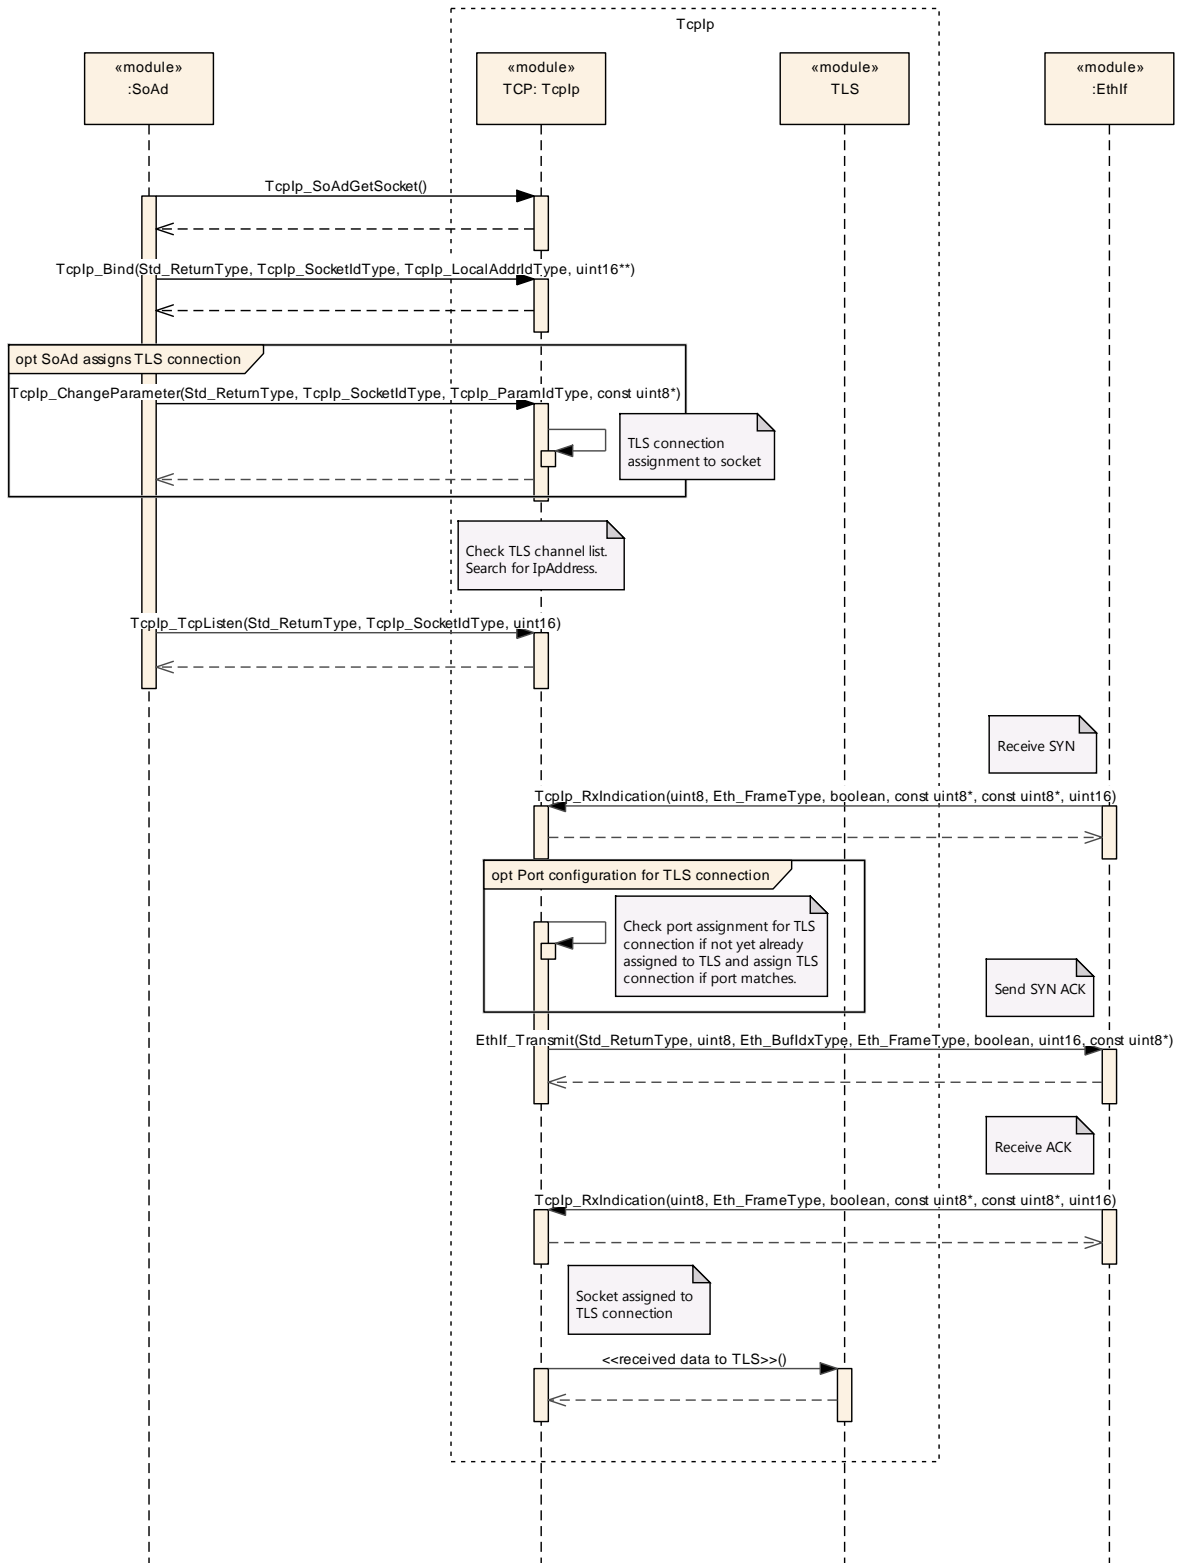 TcpIp
«module»
:SoAd
«module»
TCP: TcpIp
«module»
TLS
«module»
:EthIf
TcpIp_SoAdGetSocket()
TcpIp_Bind(Std_ReturnType, TcpIp_SocketIdType, TcpIp_LocalAddrIdType, uint16**)
opt SoAd assigns TLS connection
TcpIp_ChangeParameter(Std_ReturnType, TcpIp_SocketIdType, TcpIp_ParamIdType, const uint8*)
TLS connection
assignment to socket
Check TLS channel list.
Search for IpAddress.
TcpIp_TcpListen(Std_ReturnType, TcpIp_SocketIdType, uint16)
Receive SYN
TcpIp_RxIndication(uint8, Eth_FrameType, boolean, const uint8*, const uint8*, uint16)
opt Port configuration for TLS connection
Check port assignment for TLS
connection if not yet already
assigned to TLS and assign TLS
connection if port matches.
Send SYN ACK
EthIf_Transmit(Std_ReturnType, uint8, Eth_BufIdxType, Eth_FrameType, boolean, uint16, const uint8*)
Receive ACK
TcpIp_RxIndication(uint8, Eth_FrameType, boolean, const uint8*, const uint8*, uint16)
Socket assigned to
TLS connection
<<received data to TLS>>()